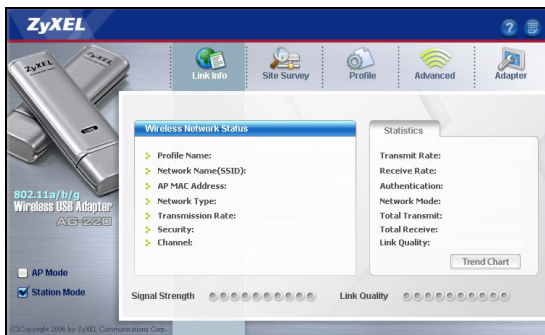 ZyXEL
?
Link Info
Site Survey
Profile
Advanced
Adapter
ZyXEL
Wireless Network Status
Profile Name:
Network Name(SSID):
AP MAC Address:
Network Type:
Transmission Rate:
Security:
Channel:
Statistics
Transmit Rate:
Receive Rate:
Authentication:
Network Mode:
Total Transmit:
Total Receive:
Link Quality:
Trend Chart
802.11a/b/g
Wireless USB Adapter
AG-220
AP Mode
Station Mode
Signal Strength
Link Quality
(C)Copyright 2006 by ZyXEL Communications Corp.